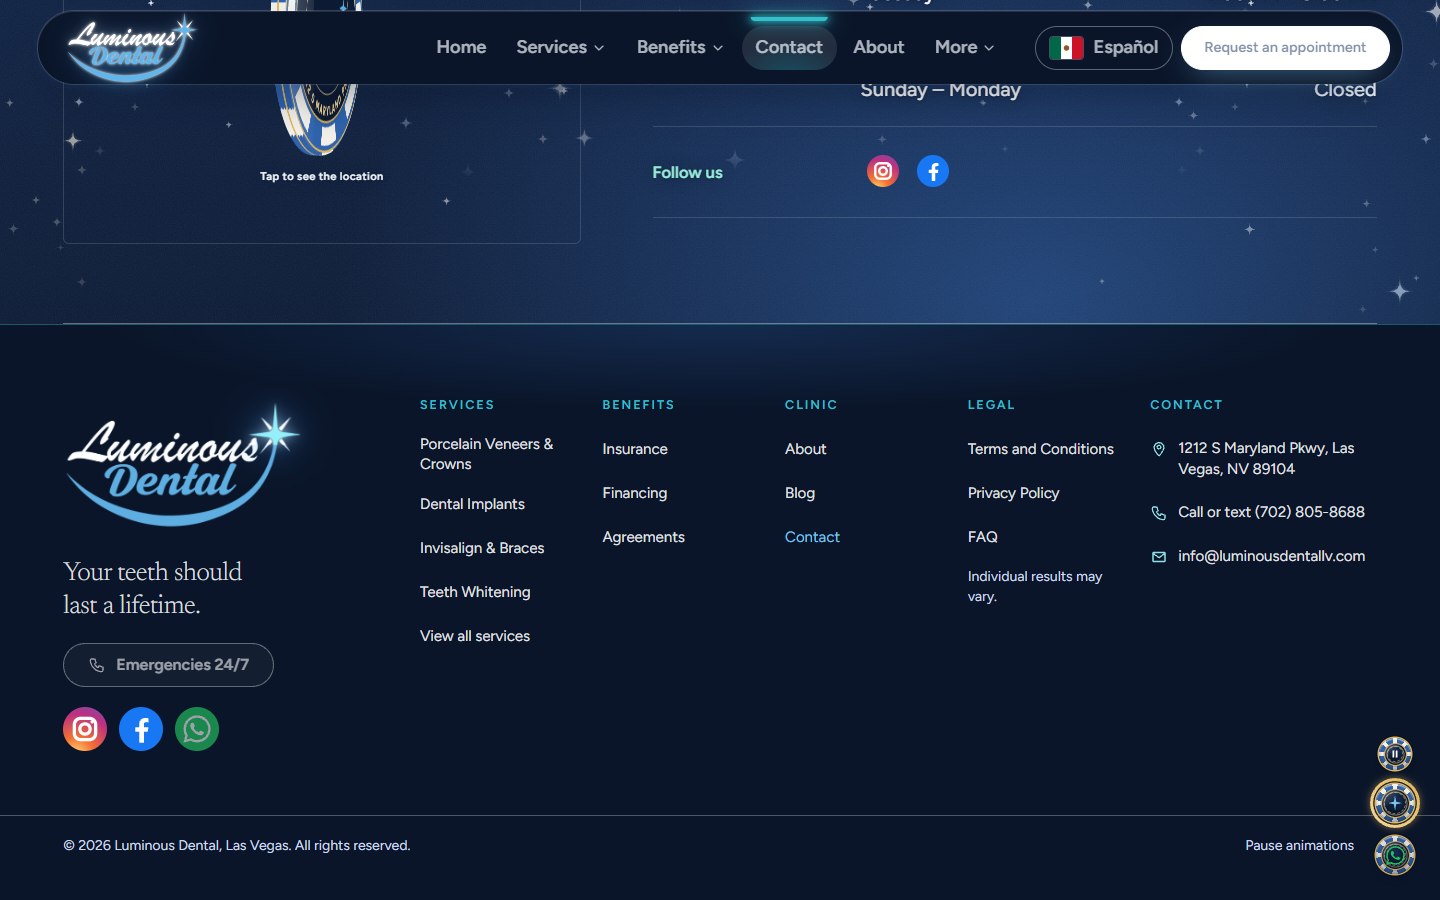 Luminous
Dental
Home
Services
Benefits
Contact
About
More
Español
Request an appointment
Sunday – Monday
Closed
Tap to see the location
Follow us
Luminous
Dental
Your teeth should
last a lifetime.
Emergencies 24/7
SERVICES
Porcelain Veneers &
Crowns
Dental Implants
Invisalign & Braces
Teeth Whitening
View all services
BENEFITS
Insurance
Financing
Agreements
CLINIC
About
Blog
Contact
LEGAL
Terms and Conditions
Privacy Policy
FAQ
Individual results may
vary.
CONTACT
1212 S Maryland Pkwy, Las
Vegas, NV 89104
Call or text (702) 805-8688
info@luminousdentallv.com
© 2026 Luminous Dental, Las Vegas. All rights reserved.
Pause animations